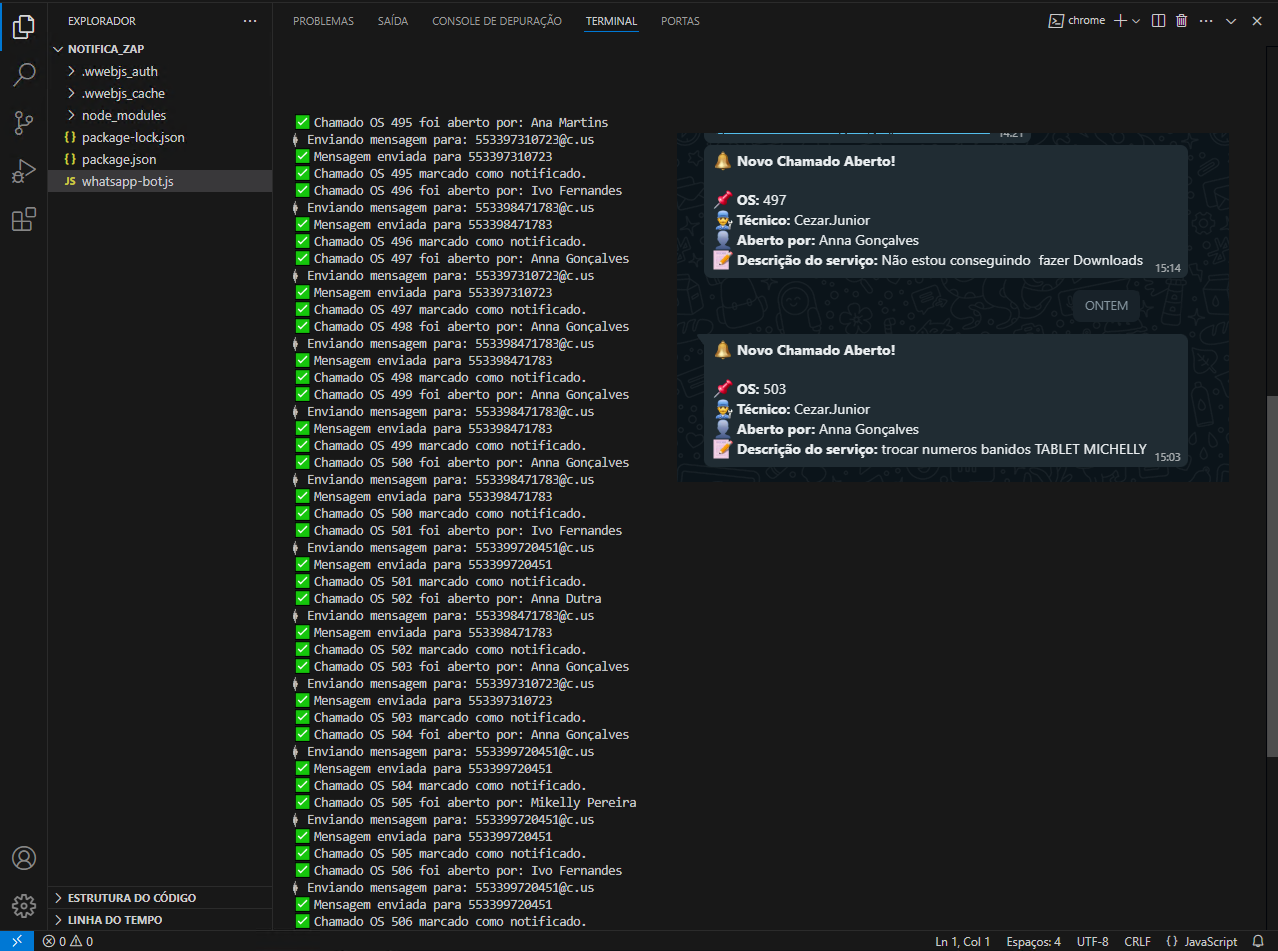 EXPLORADOR
PROBLEMAS SAÍDA CONSOLE DE DEPURAÇÃO TERMINAL PORTAS
chrome
NOTIFICA_ZAP
.wwebjs_auth
.wwebjs_cache
node_modules
{} package-lock.json
{} package.json
JS whatsapp-bot.js
ESTRUTURA DO CÓDIGO
LINHA DO TEMPO
✅ Chamado OS 495 foi aberto por: Ana Martins
Enviando mensagem para: 553397310723@c.us
✅ Mensagem enviada para 553397310723
✅ Chamado OS 495 marcado como notificado.
✅ Chamado OS 496 foi aberto por: Ivo Fernandes
Enviando mensagem para: 553398471783@c.us
✅ Mensagem enviada para 553398471783
✅ Chamado OS 496 marcado como notificado.
✅ Chamado OS 497 foi aberto por: Anna Gonçalves
Enviando mensagem para: 553397310723@c.us
✅ Mensagem enviada para 553397310723
✅ Chamado OS 497 marcado como notificado.
✅ Chamado OS 498 foi aberto por: Anna Gonçalves
Enviando mensagem para: 553398471783@c.us
✅ Mensagem enviada para 553398471783
✅ Chamado OS 498 marcado como notificado.
✅ Chamado OS 499 foi aberto por: Anna Gonçalves
Enviando mensagem para: 553398471783@c.us
✅ Mensagem enviada para 553398471783
✅ Chamado OS 499 marcado como notificado.
✅ Chamado OS 500 foi aberto por: Anna Gonçalves
Enviando mensagem para: 553398471783@c.us
✅ Mensagem enviada para 553398471783
✅ Chamado OS 500 marcado como notificado.
✅ Chamado OS 501 foi aberto por: Ivo Fernandes
Enviando mensagem para: 553399720451@c.us
✅ Mensagem enviada para 553399720451
✅ Chamado OS 501 marcado como notificado.
✅ Chamado OS 502 foi aberto por: Anna Dutra
Enviando mensagem para: 553398471783@c.us
✅ Mensagem enviada para 553398471783
✅ Chamado OS 502 marcado como notificado.
✅ Chamado OS 503 foi aberto por: Anna Gonçalves
Enviando mensagem para: 553397310723@c.us
✅ Mensagem enviada para 553397310723
✅ Chamado OS 503 marcado como notificado.
✅ Chamado OS 504 foi aberto por: Anna Gonçalves
Enviando mensagem para: 553399720451@c.us
✅ Mensagem enviada para 553399720451
✅ Chamado OS 504 marcado como notificado.
✅ Chamado OS 505 foi aberto por: Mikelly Pereira
Enviando mensagem para: 553399720451@c.us
✅ Mensagem enviada para 553399720451
✅ Chamado OS 505 marcado como notificado.
✅ Chamado OS 506 foi aberto por: Ivo Fernandes
Enviando mensagem para: 553399720451@c.us
✅ Mensagem enviada para 553399720451
✅ Chamado OS 506 marcado como notificado.
14:21
🔔 Novo Chamado Aberto!
📌 OS: 497
Técnico: Cezar.Junior
👤 Aberto por: Anna Gonçalves
📝 Descrição do serviço: Não estou conseguindo fazer Downloads 15:14
ONTEM
🔔 Novo Chamado Aberto!
📌 OS: 503
Técnico: Cezar.Junior
👤 Aberto por: Anna Gonçalves
📝 Descrição do serviço: trocar numeros banidos TABLET MICHELLY 15:03
0 0 Ln 1, Col 1 Espaços: 4 UTF-8 CRLF {} JavaScript